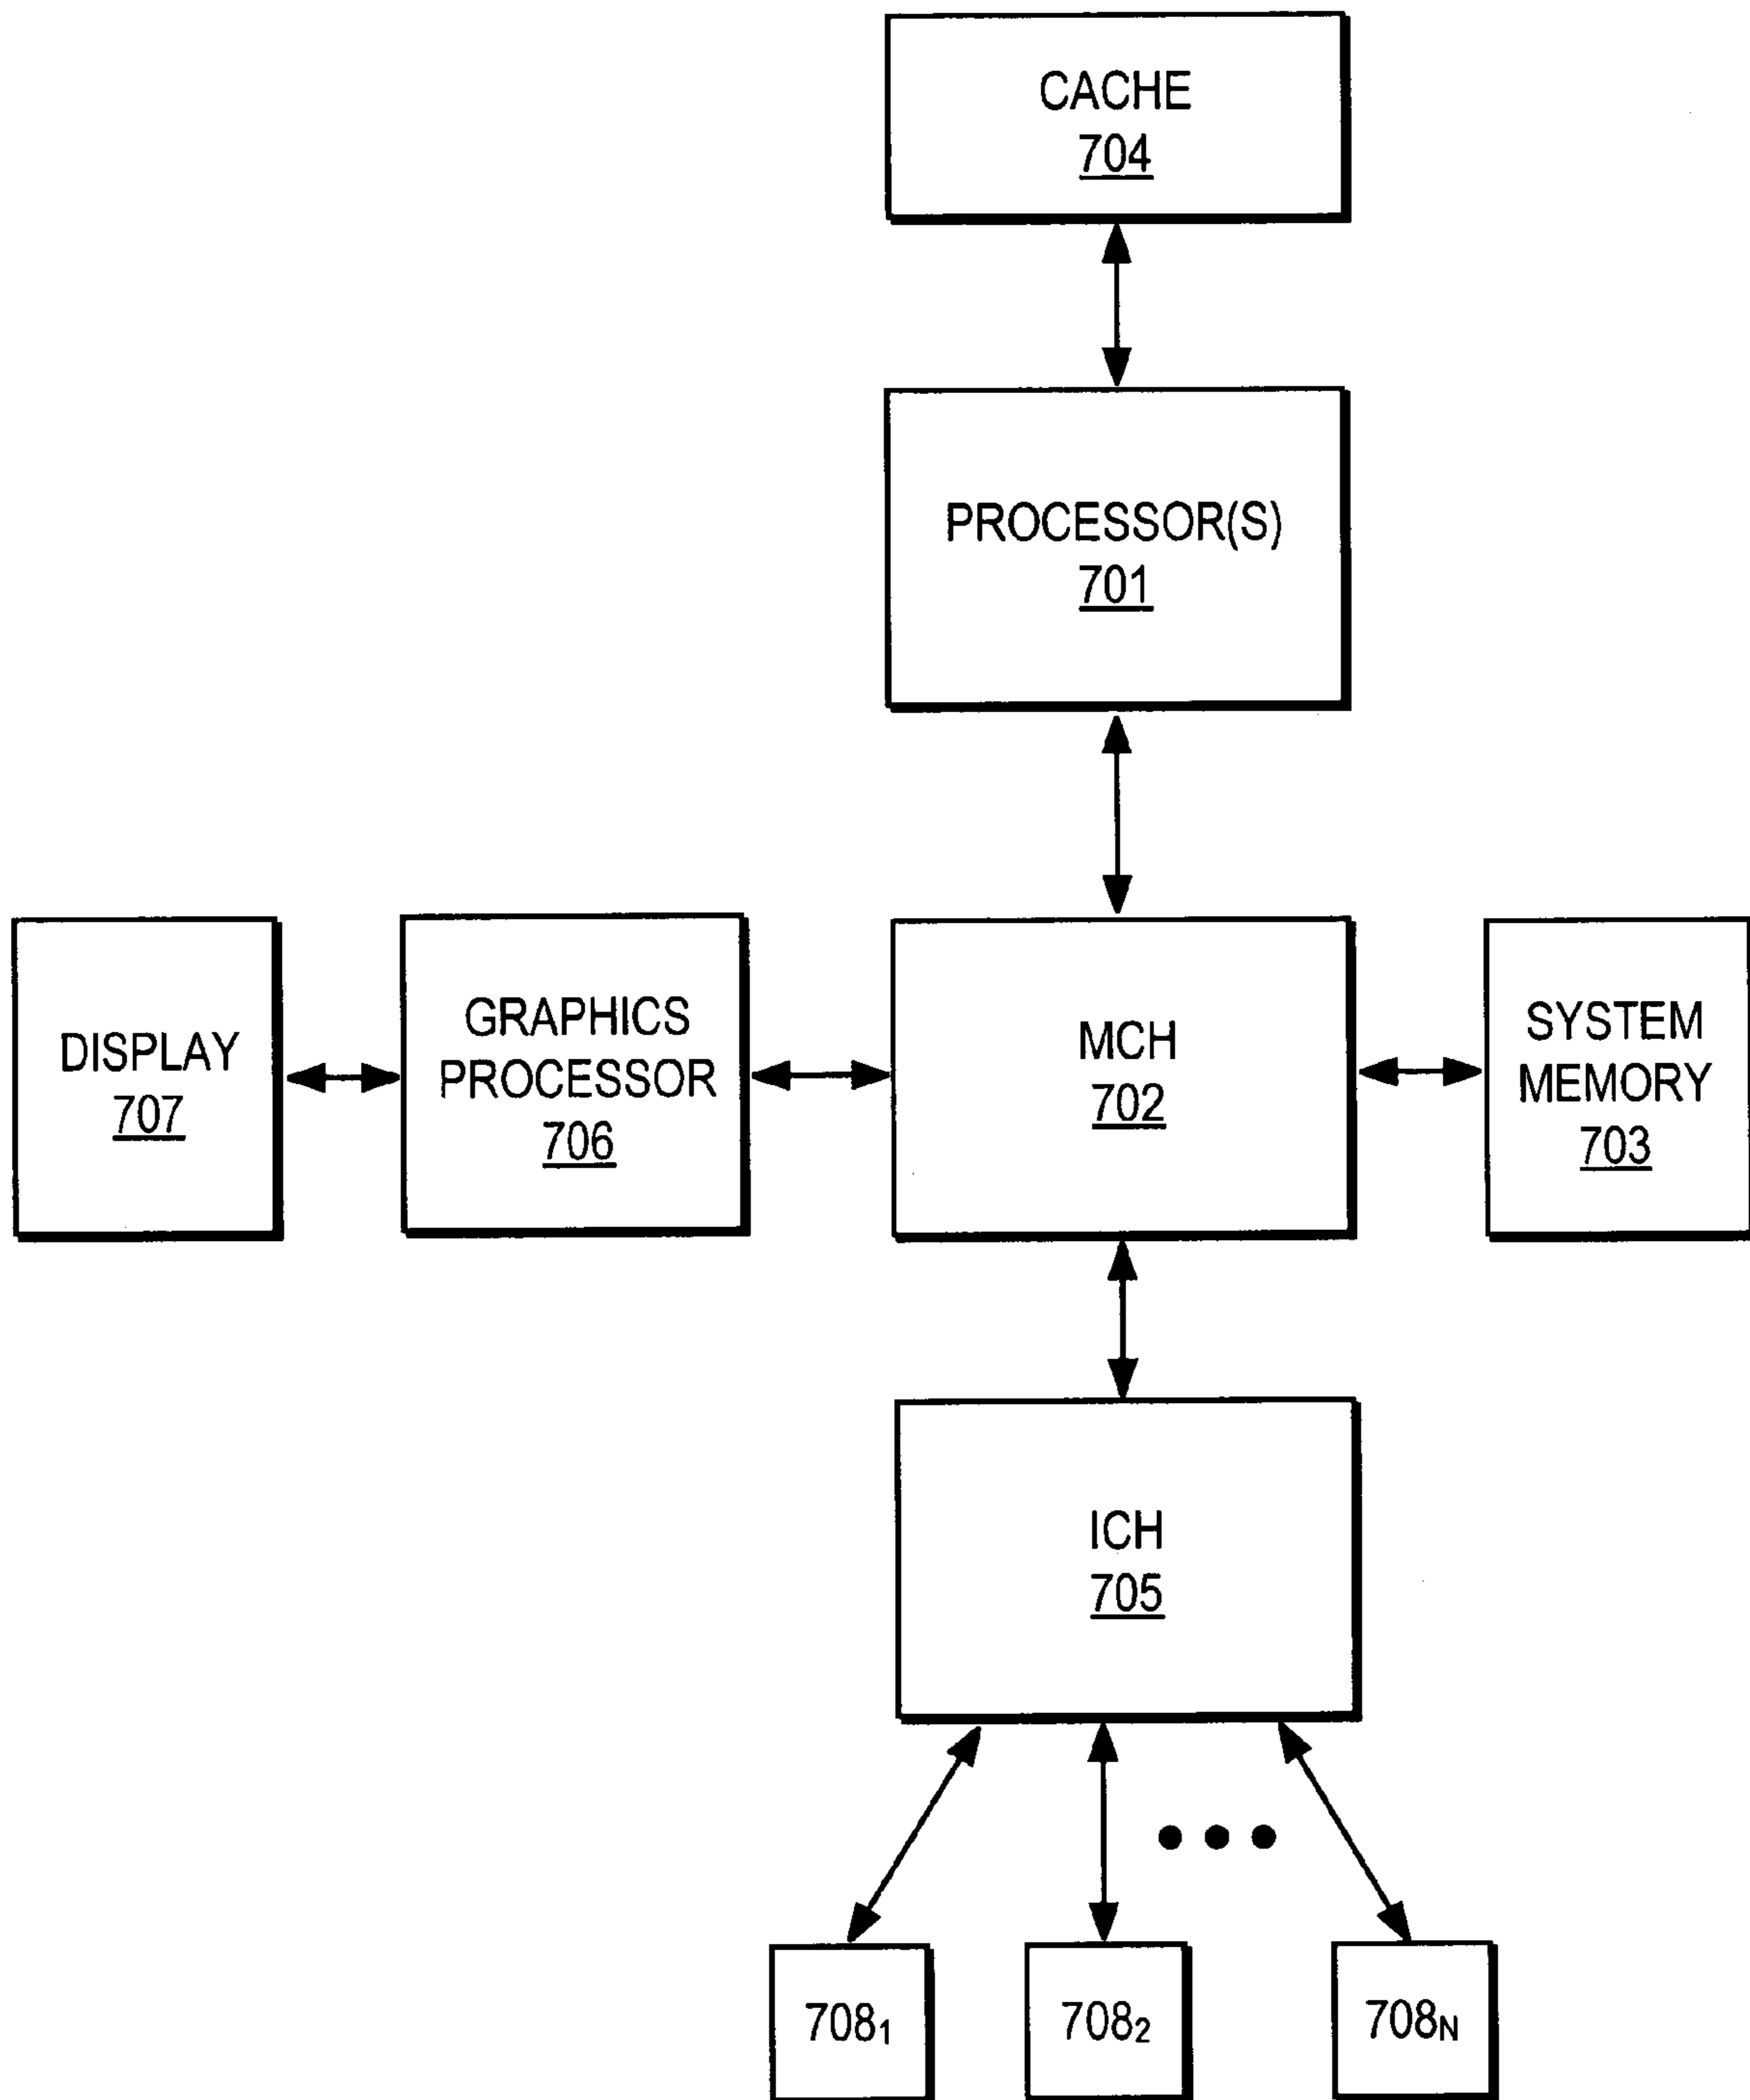 CACHE
704
PROCESSOR(S)
701
DISPLAY
707
GRAPHICS
PROCESSOR
706
MCH
702
SYSTEM
MEMORY
703
ICH
705
708₁
708₂
708N